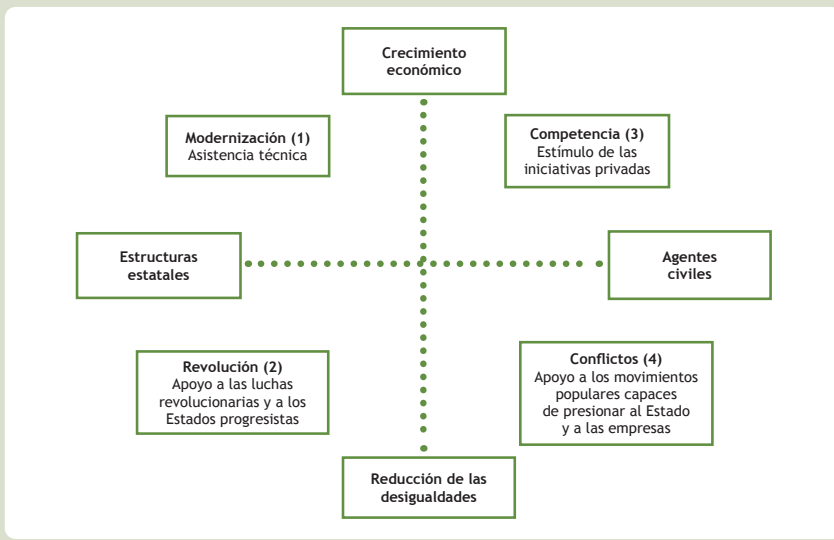 Crecimiento
económico
Modernización (1)
Asistencia técnica
Competencia (3)
Estímulo de las
iniciativas privadas
Estructuras
estatales
Agentes
civiles
Revolución (2)
Apoyo a las luchas
revolucionarias y a los
Estados progresistas
Conflictos (4)
Apoyo a los movimientos
populares capaces
de presionar al Estado
y a las empresas
Reducción de las
desigualdades